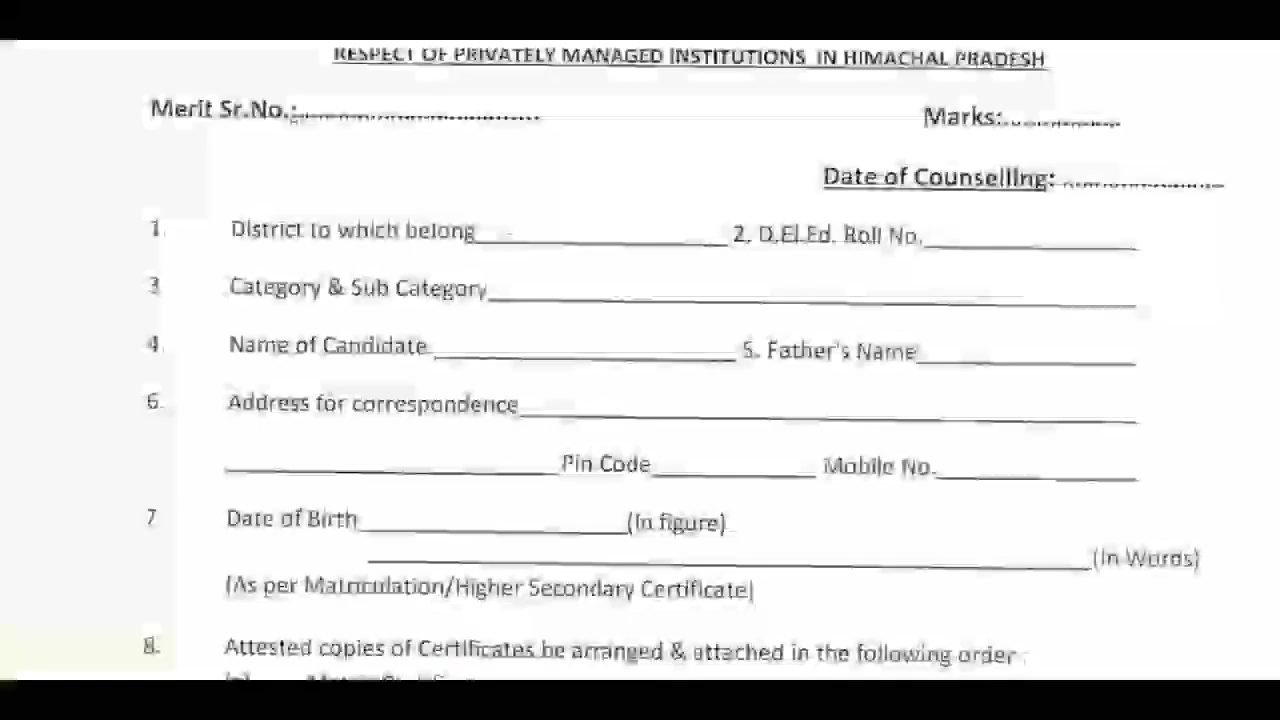 RESPECT OF PRIVATELY MANAGED INSTITUTIONS IN HIMACHAL PRADESH
Merit Sr.No.: Marks:
Date of Counselling:
1. District to which belong 2. D.El.Ed. Roll No.
3 Category & Sub Category
4. Name of Candidate 5. Father's Name
6. Address for correspondence
Pin Code Mobile No.
7 Date of Birth (In figure)
(In Words)
(As per Matriculation/Higher Secondary Certificate)
8. Attested copies of Certificates be arranged & attached in the following order